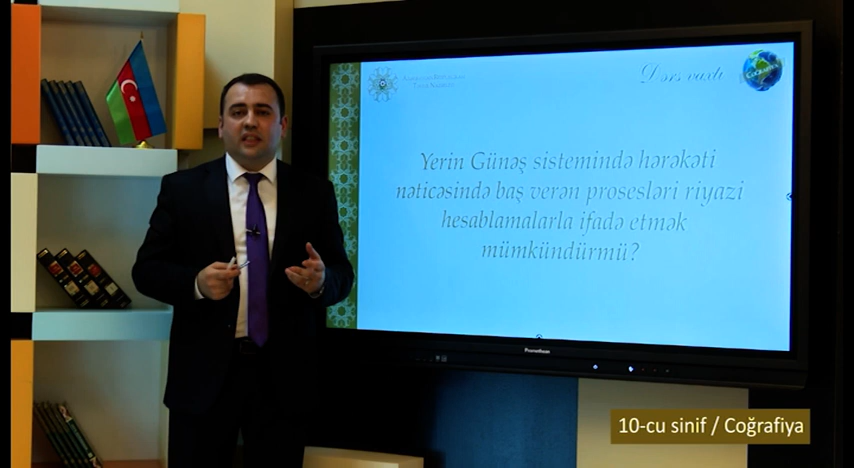 Dərs vaxtı
Yerin Günəş sistemində hərəkəti
nəticəsində baş verən prosesləri riyazi
hesablamalarla ifadə etmək
mümkündürmü?
Promethean
10-cu sinif / Coğrafiya